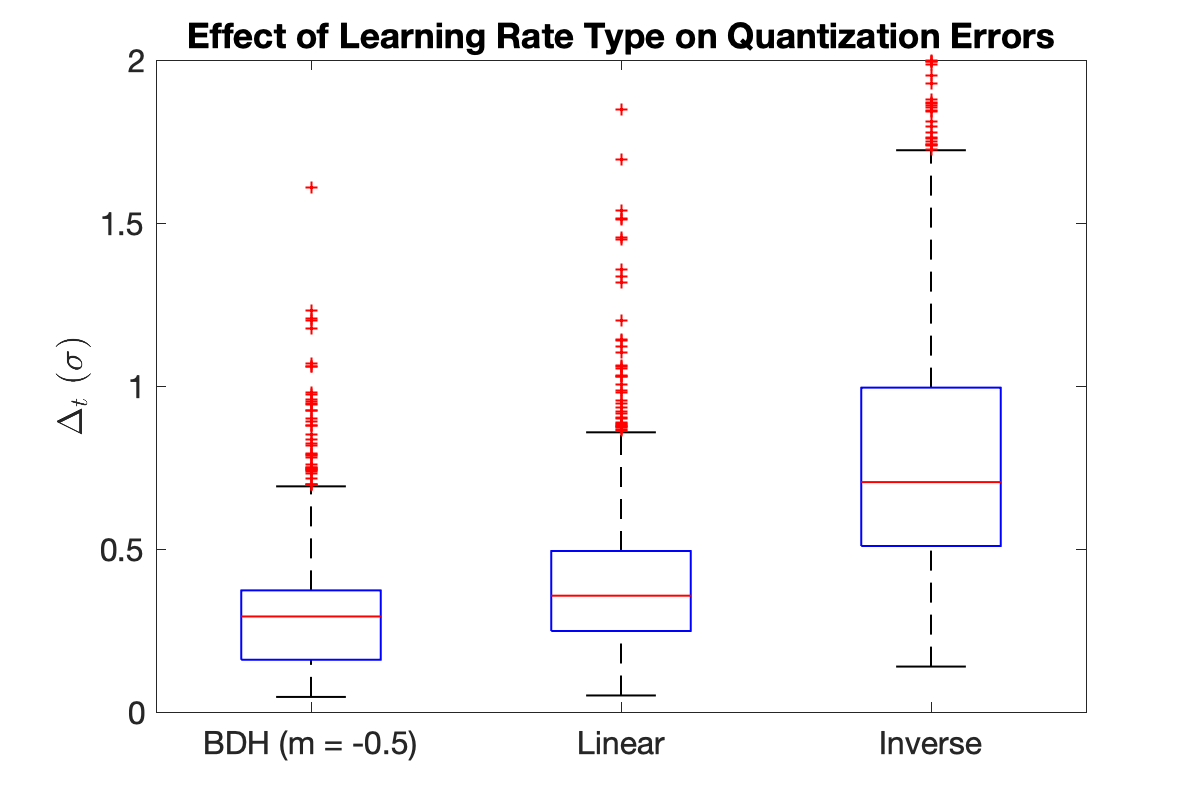 Effect of Learning Rate Type on Quantization Errors
2
1.5
1
0.5
0
Δt (σ)
BDH (m = -0.5)
Linear
Inverse